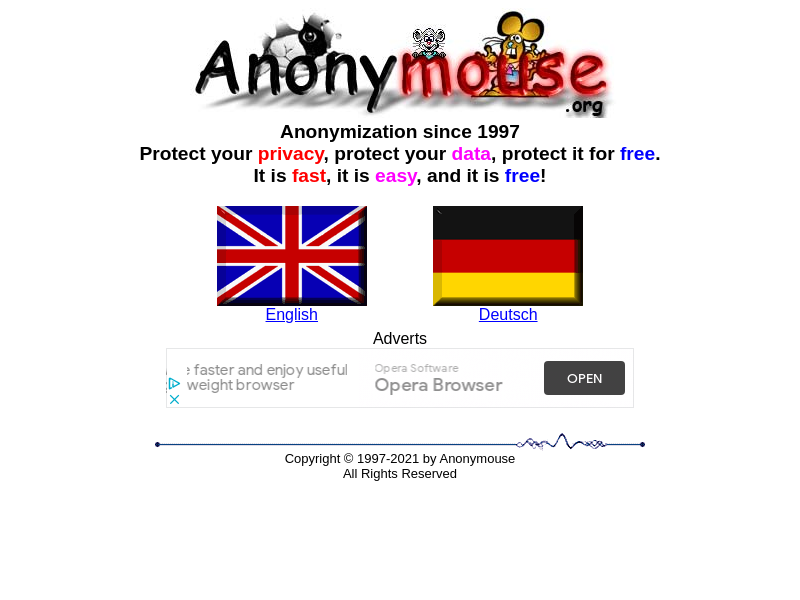 Anonymouse
.org
Anonymization since 1997
Protect your privacy, protect your data, protect it for free.
It is fast, it is easy, and it is free!
English
Deutsch
Adverts
faster and enjoy useful
weight browser
Opera Software
Opera Browser
OPEN
Copyright © 1997-2021 by Anonymouse
All Rights Reserved